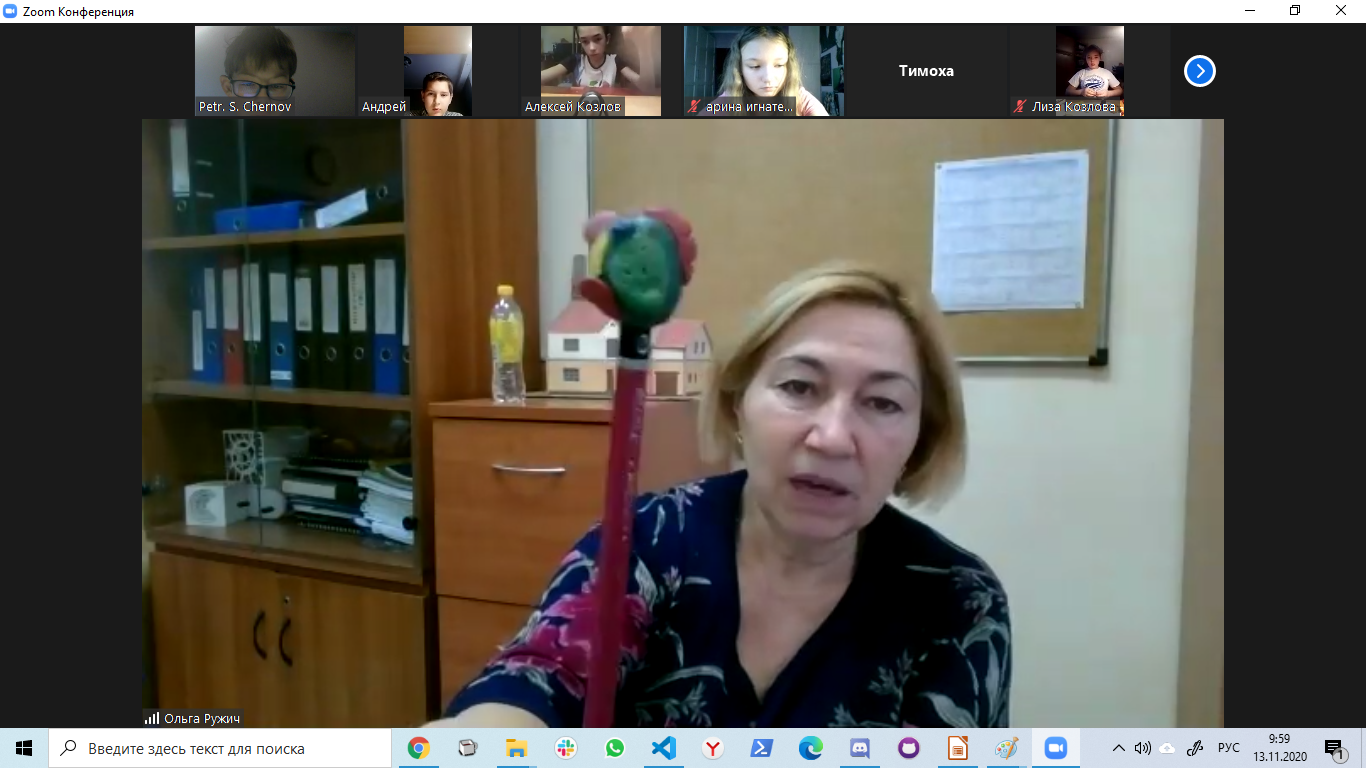 Zoom Конференция
Petr. S. Chernov
Андрей
Алексей Козлов
арина игнате...
Тимоха
Лиза Козлова
Ольга Ружич
Введите здесь текст для поиска
РУС
9:59
13.11.2020
1